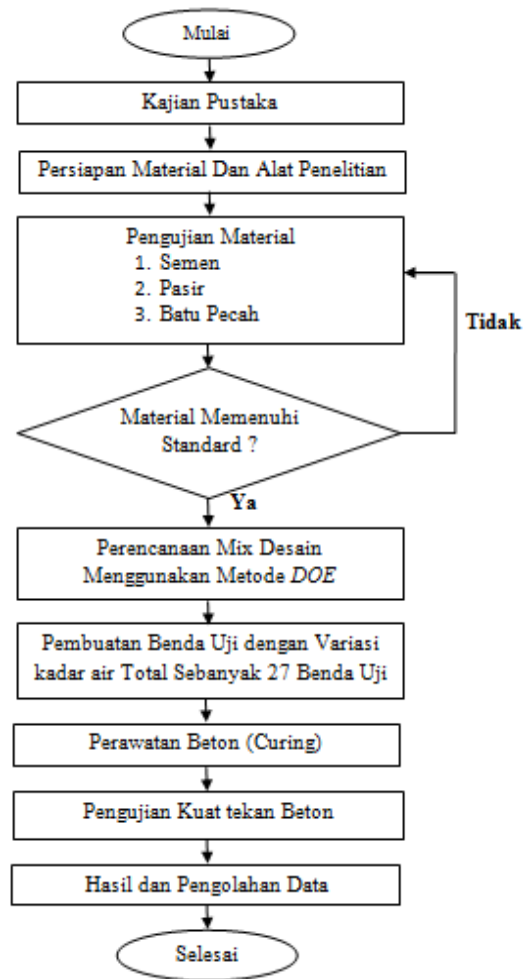 Mulai
Kajian Pustaka
Persiapan Material Dan Alat Penelitian
Pengujian Material
1. Semen
2. Pasir
3. Batu Pecah
Tidak
Material Memenuhi
Standard ?
Ya
Perencanaan Mix Desain
Menggunakan Metode DOE
Pembuatan Benda Uji dengan Variasi
kadar air Total Sebanyak 27 Benda Uji
Perawatan Beton (Curing)
Pengujian Kuat tekan Beton
Hasil dan Pengolahan Data
Selesai